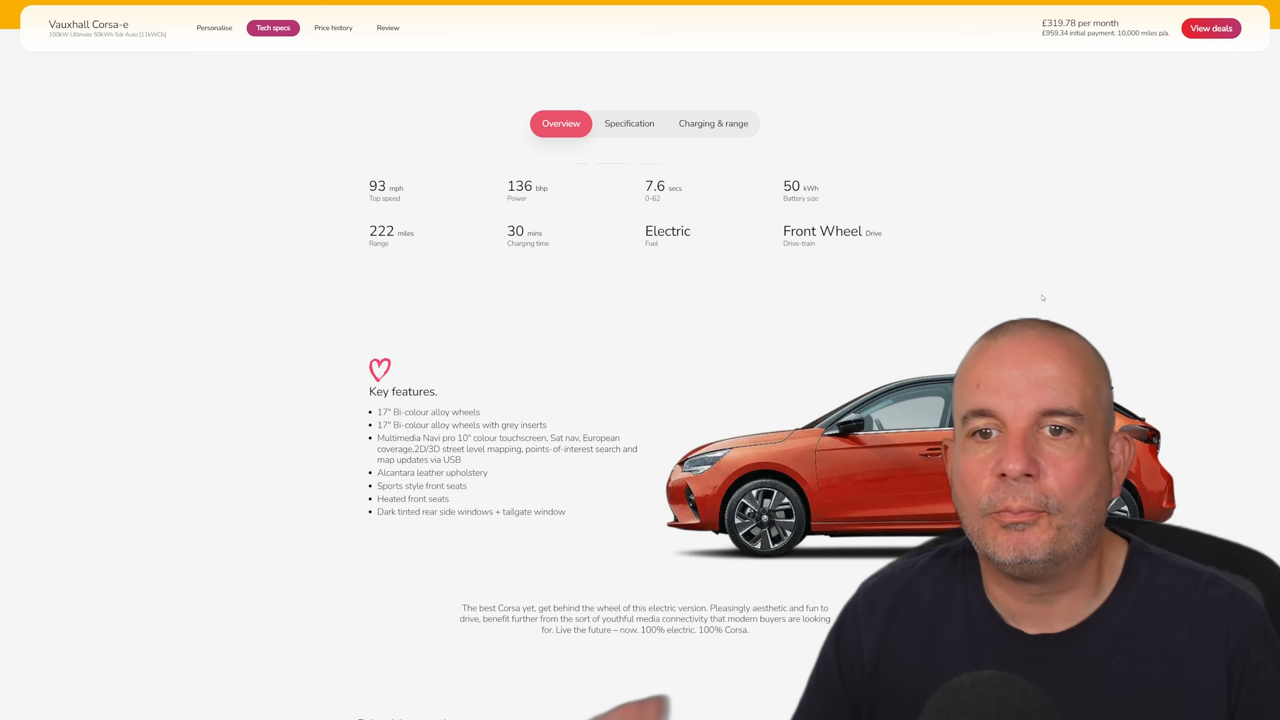 Vauxhall Corsa-e
100kW Ultimate 50kWh 5dr Auto [11kWCh]
Personalise
Tech specs
Price history
Review
£319.78 per month
£959.34 initial payment. 10,000 miles p/a.
View deals
Overview
Specification
Charging & range
93 mph
Top speed
136 bhp
Power
7.6 secs
0-62
50 kWh
Battery size
222 miles
Range
30 mins
Charging time
Electric
Fuel
Front Wheel Drive
Drive-train
Key features.
17" Bi-colour alloy wheels
17" Bi-colour alloy wheels with grey inserts
Multimedia Navi pro 10" colour touchscreen, Sat nav, European
coverage,2D/3D street level mapping, points-of-interest search and
map updates via USB
Alcantara leather upholstery
Sports style front seats
Heated front seats
Dark tinted rear side windows + tailgate window
The best Corsa yet, get behind the wheel of this electric version. Pleasingly aesthetic and fun to
drive, benefit further from the sort of youthful media connectivity that modern buyers are looking
for. Live the future – now. 100% electric. 100% Corsa.